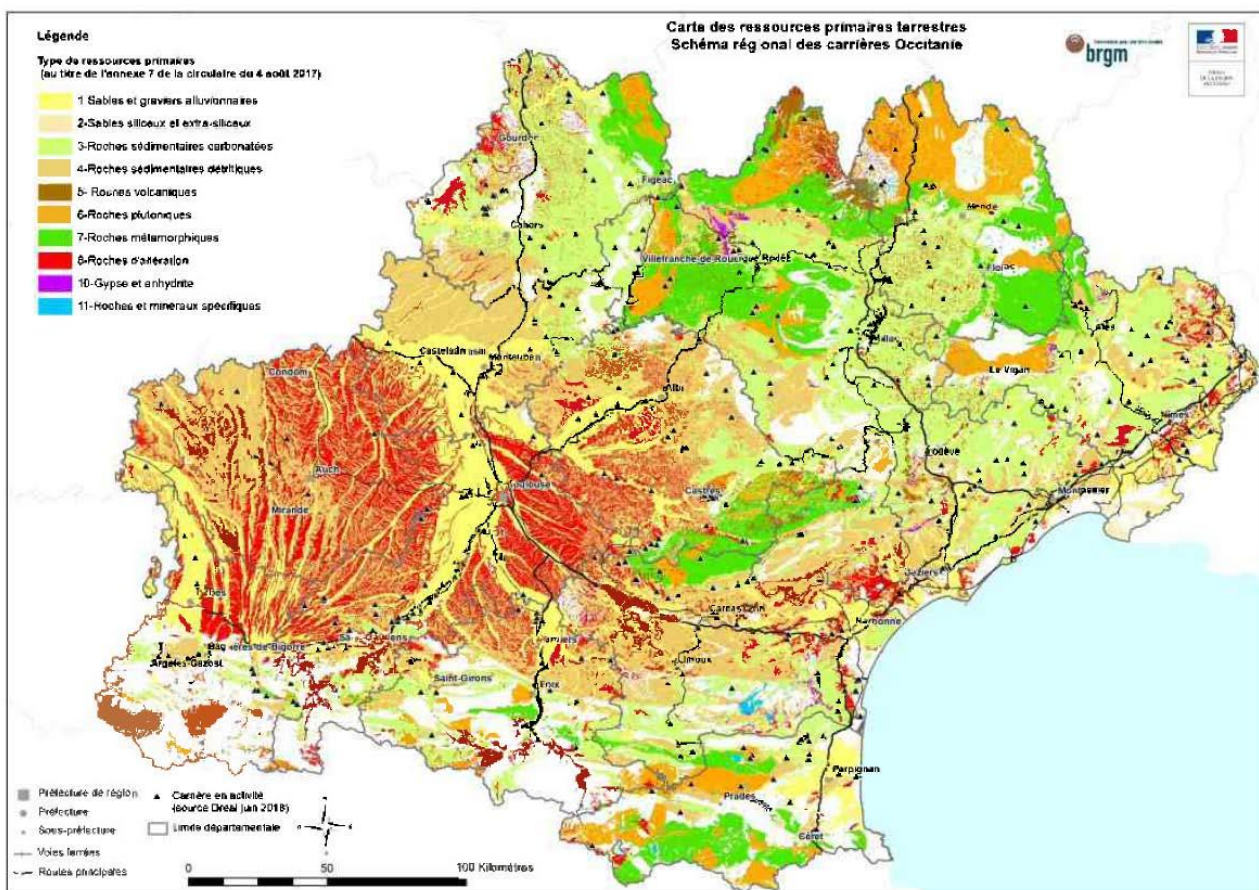 Carte des ressources primaires terrestres
Schéma régional des carrières Occitanie
brgm
Légende
Type de ressources primaires
(au titre de l'annexe 7 de la circulaire du 4 août 2017)
1 Sables et graviers alluvionnaires
2-Sables siliceux et extra-siliceux
3-Roches sédimentaires carbonatées
4-Roches sédimentaires détritiques
5- Roches volcaniques
6-Roches plutoniques
7-Roches métamorphiques
8-Roches d'altération
10-Gypse et anhydrite
11-Roches et minéraux spécifiques
Gourdon
Figeac
Cahors
Mende
Villefranche-de-Rouergue
Rodez
Florac
Millau
Alès
Castelsarrasin
Montauban
Le Vigan
Condom
Albi
Nîmes
Auch
Lodève
Toulouse
Castres
Montpellier
Mirande
Béziers
Tarbes
Carcassonne
Narbonne
Bagnères-de-Bigorre
Pamiers
Argelès-Gazost
Limoux
Saint-Girons
Foix
Perpignan
Prades
Céret
Préfecture de région
Préfecture
Sous-préfecture
Voies ferrées
Routes principales
Carrière en activité
(source Dreal juin 2018)
Limite départementale
0 50 100 Kilomètres